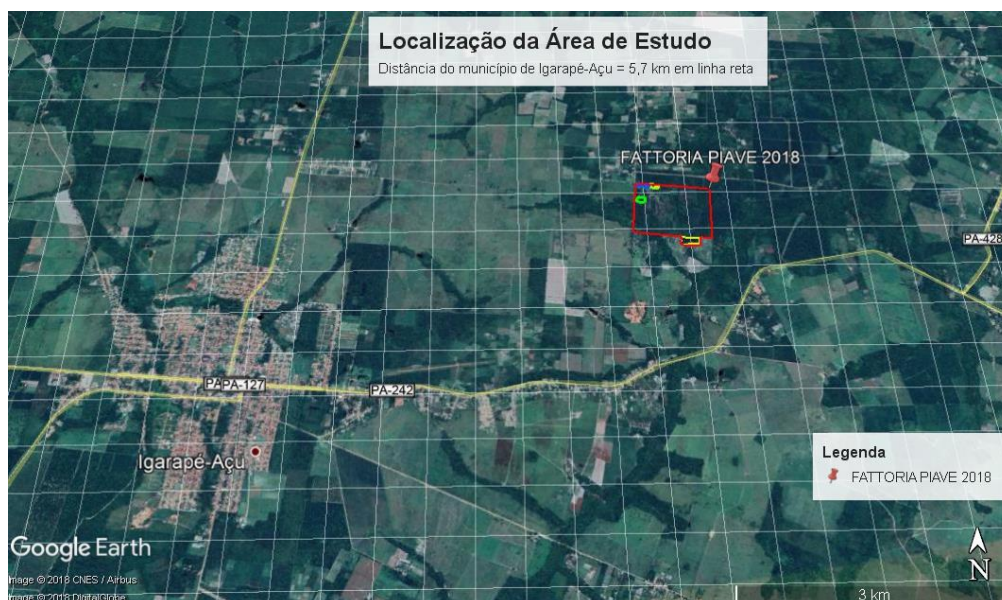 Localização da Área de Estudo
Distância do município de Igarapé-Açu = 5,7 km em linha reta
FATTORIA PIAVE 2018
PA-428
PA
PA-127
PA-242
Igarapé-Açu
Legenda
FATTORIA PIAVE 2018
Google Earth
N
Image © 2018 CNES / Airbus
Image © 2018 DigitalGlobe
3 km